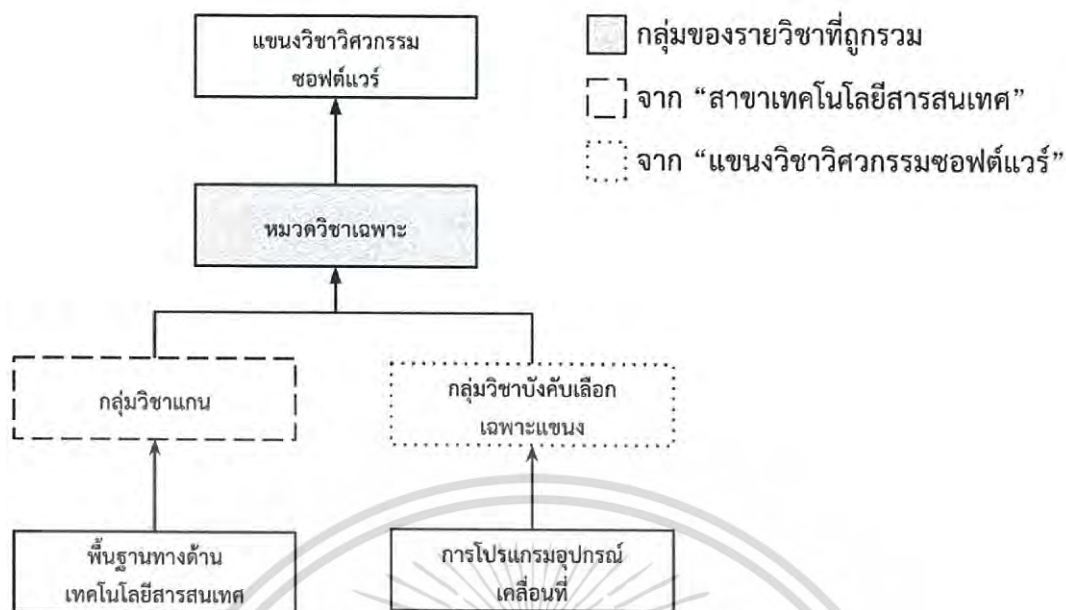 แขนงวิชาวิศวกรรม
ซอฟต์แวร์
กลุ่มของรายวิชาที่ถูกรวม
จาก “สาขาเทคโนโลยีสารสนเทศ”
จาก “แขนงวิชาวิศวกรรมซอฟต์แวร์”
หมวดวิชาเฉพาะ
กลุ่มวิชาแกน
กลุ่มวิชาบังคับเลือก
เฉพาะแขนง
พื้นฐานทางด้าน
เทคโนโลยีสารสนเทศ
การโปรแกรมอุปกรณ์
เคลื่อนที่